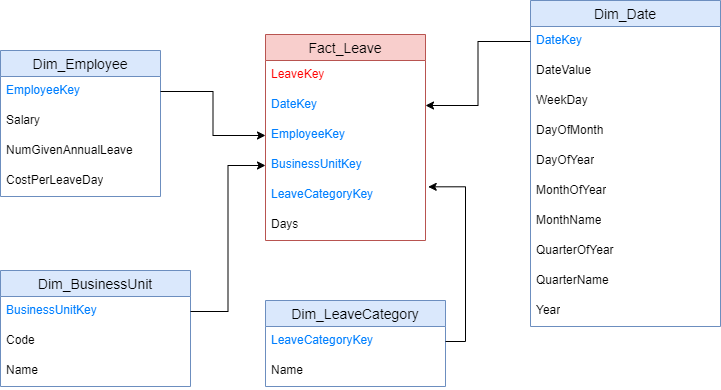 Dim_Employee
EmployeeKey
Salary
NumGivenAnnualLeave
CostPerLeaveDay
Fact_Leave
LeaveKey
DateKey
EmployeeKey
BusinessUnitKey
LeaveCategoryKey
Days
Dim_Date
DateKey
DateValue
WeekDay
DayOfMonth
DayOfYear
MonthOfYear
MonthName
QuarterOfYear
QuarterName
Year
Dim_BusinessUnit
BusinessUnitKey
Code
Name
Dim_LeaveCategory
LeaveCategoryKey
Name